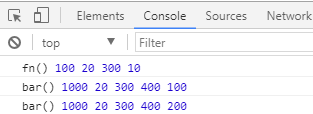 Elements Console Sources Network
top Filter
fn() 100 20 300 10
bar() 1000 20 300 400 100
bar() 1000 20 300 400 200